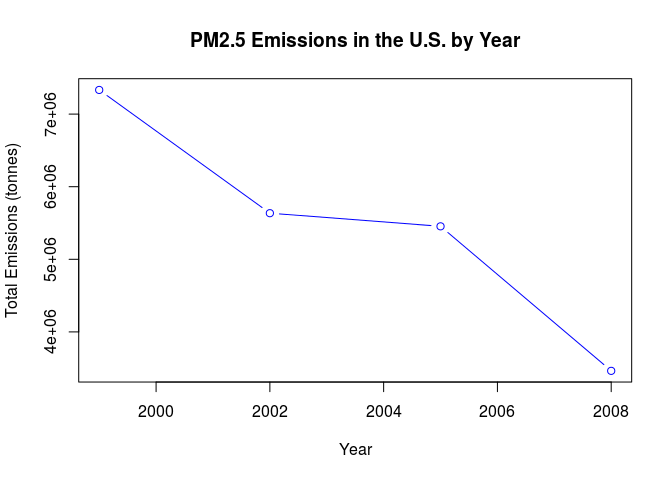 PM2.5 Emissions in the U.S. by Year
Total Emissions (tonnes)
7e+06
6e+06
5e+06
4e+06
2000 2002 2004 2006 2008
Year